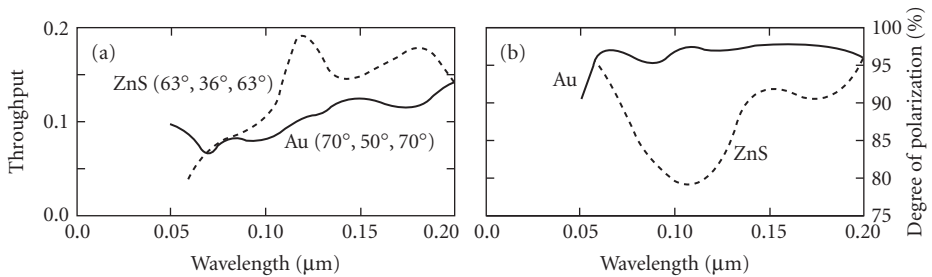 0.2
(a)
ZnS (63°, 36°, 63°)
0.1
Au (70°, 50°, 70°)
Throughput
0.0
0.0
0.05
0.10
0.15
0.20
Wavelength (μm)
(b)
Au
ZnS
100
95
90
85
80
75
Degree of polarization (%)
0.0
0.05
0.10
0.15
0.20
Wavelength (μm)